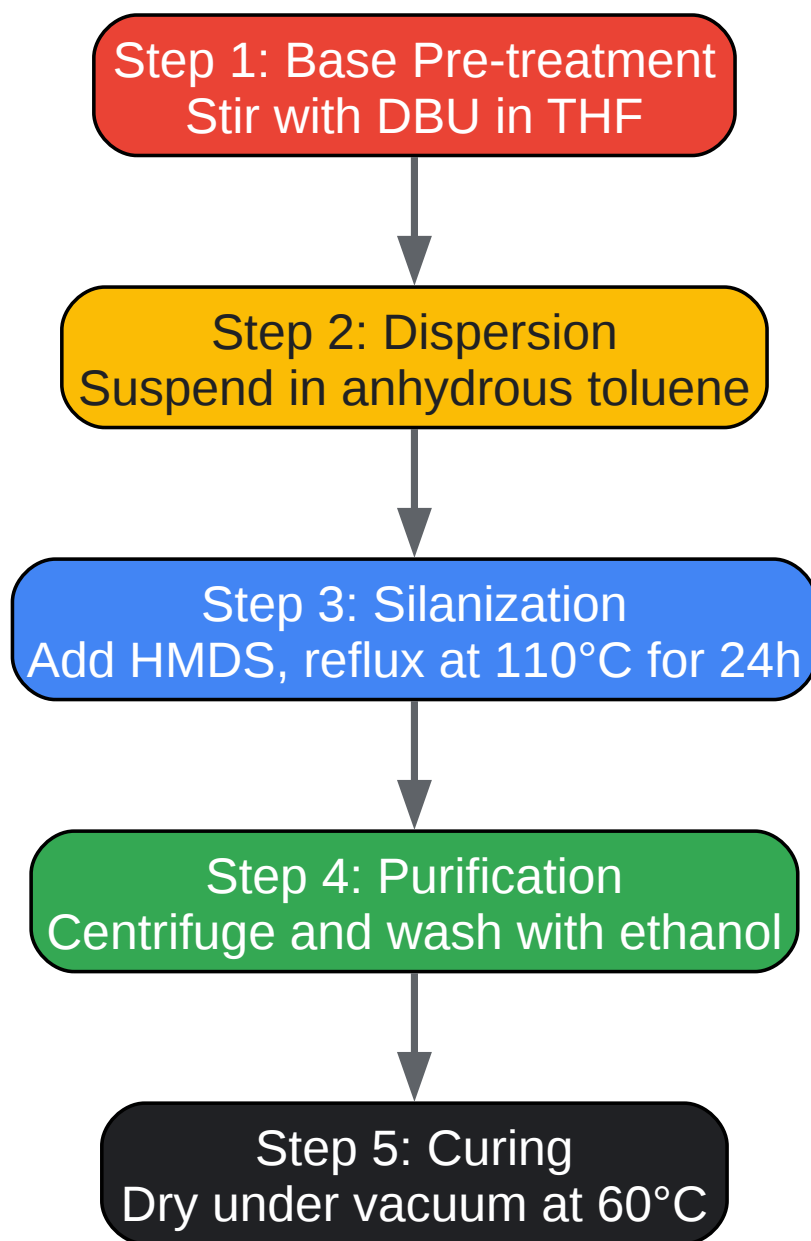 Step 1: Base Pre-treatment
Stir with DBU in THF
Step 2: Dispersion
Suspend in anhydrous toluene
Step 3: Silanization
Add HMDS, reflux at 110°C for 24h
Step 4: Purification
Centrifuge and wash with ethanol
Step 5: Curing
Dry under vacuum at 60°C